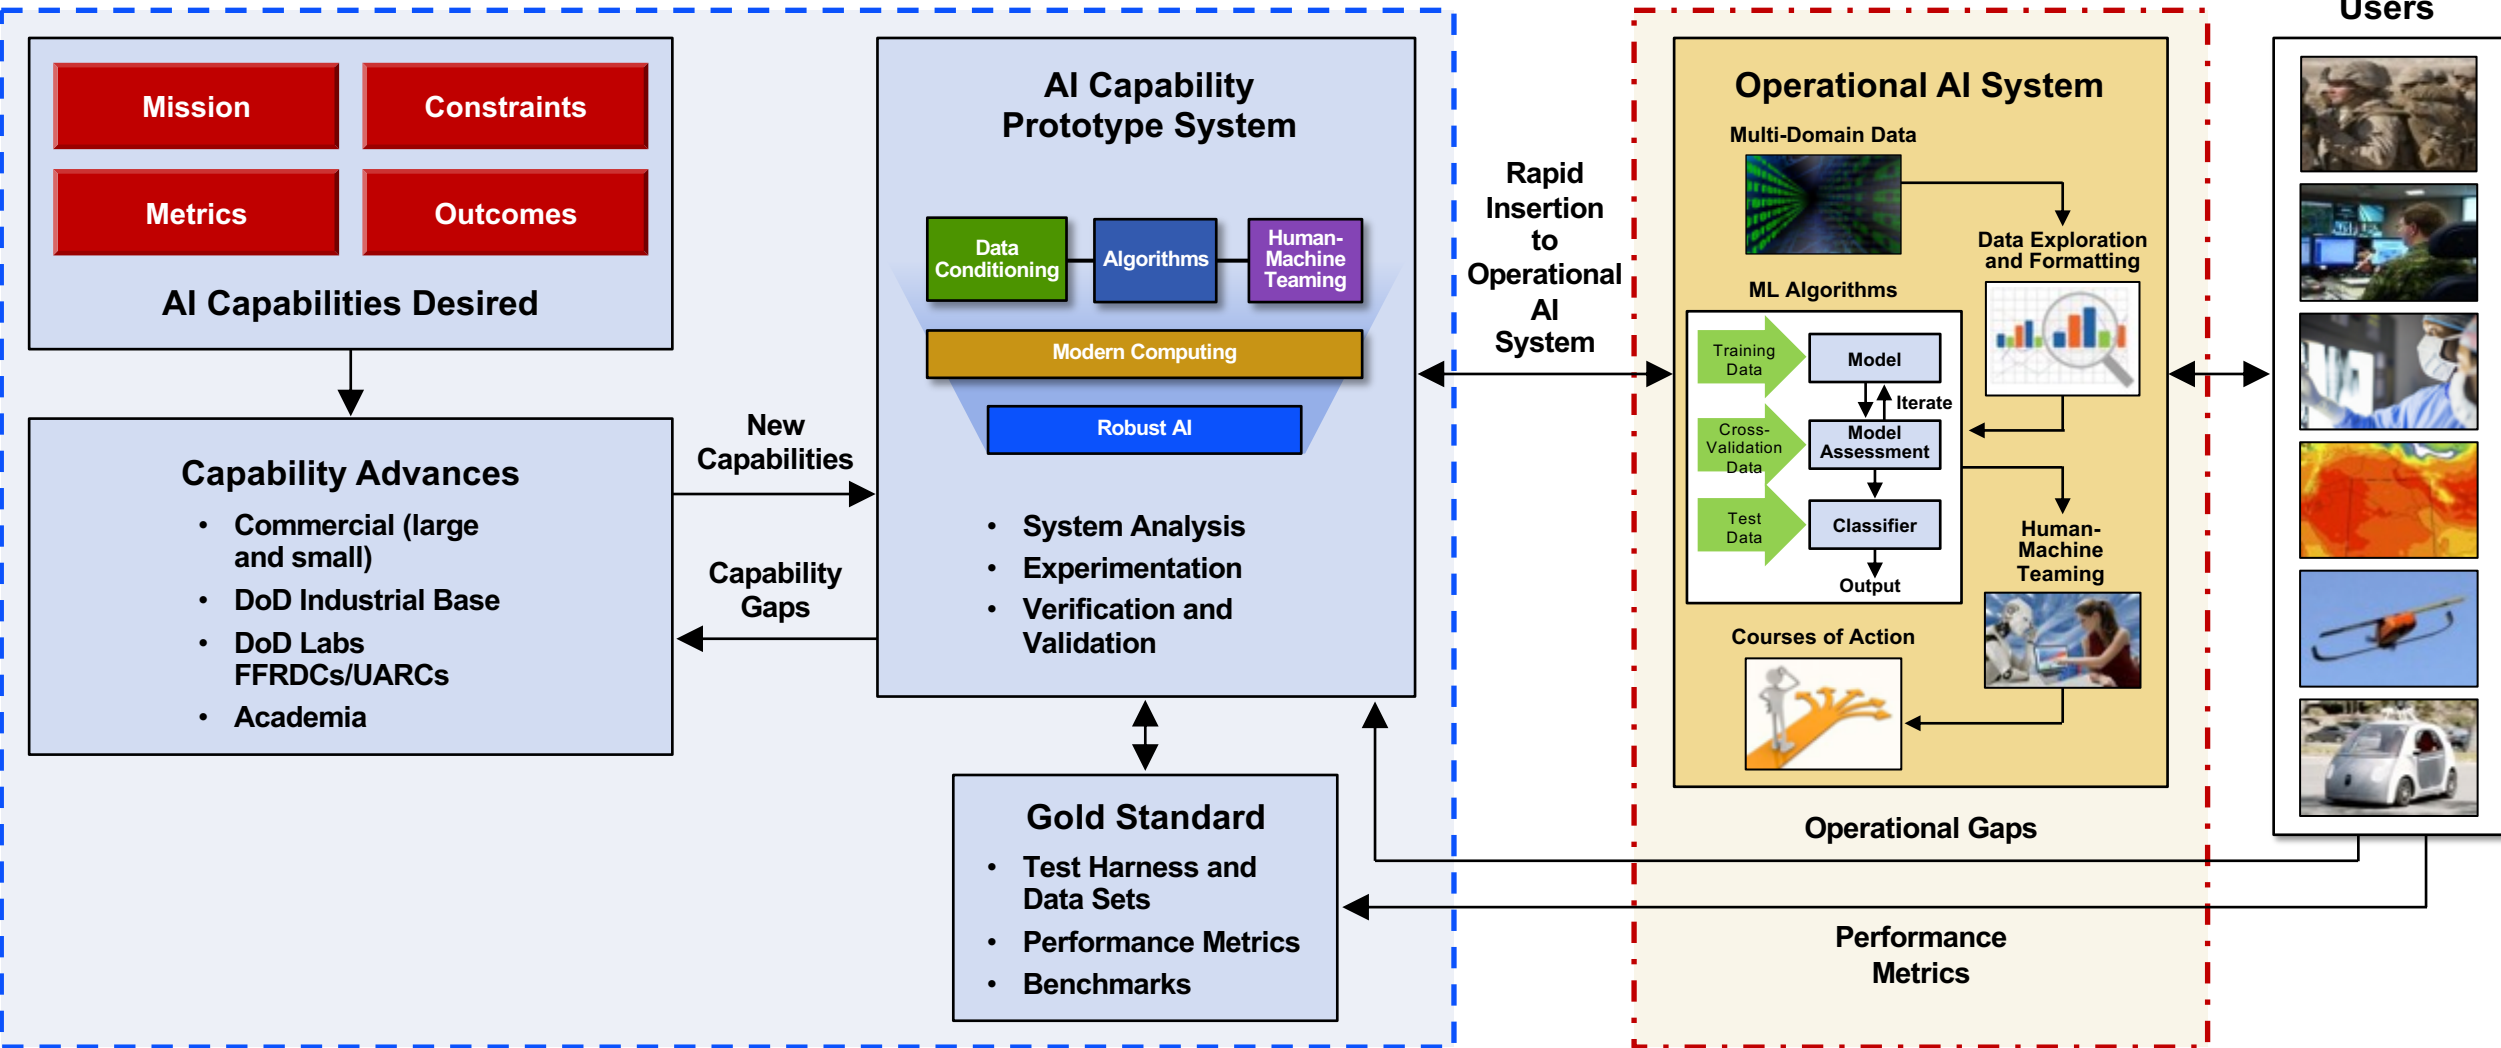 Mission
Constraints
Metrics
Outcomes
AI Capabilities Desired
Capability Advances
• Commercial (large
and small)
• DoD Industrial Base
• DoD Labs
FFRDCs/UARCs
• Academia
New
Capabilities
Capability
Gaps
AI Capability
Prototype System
Data
Conditioning
Algorithms
Human-
Machine
Teaming
Modern Computing
Robust AI
• System Analysis
• Experimentation
• Verification and
Validation
Gold Standard
• Test Harness and
Data Sets
• Performance Metrics
• Benchmarks
Rapid
Insertion
to
Operational
AI
System
Operational AI System
Multi-Domain Data
Data Exploration
and Formatting
ML Algorithms
Training
Data
Model
Iterate
Cross-
Validation
Data
Model
Assessment
Test
Data
Classifier
Output
Human-
Machine
Teaming
Courses of Action
Operational Gaps
Performance
Metrics
Users